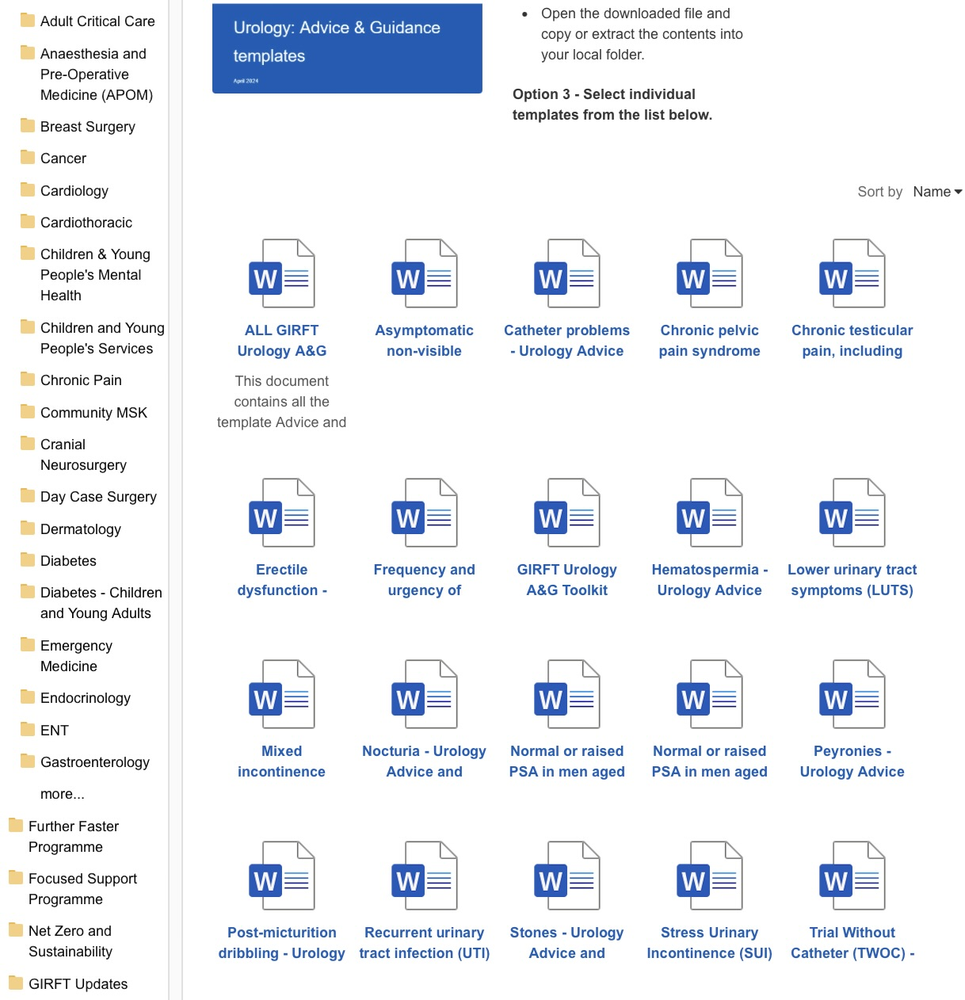 Adult Critical Care
Anaesthesia and
Pre-Operative
Medicine (APOM)
Breast Surgery
Cancer
Cardiology
Cardiothoracic
Children & Young
People's Mental
Health
Children and Young
People's Services
Chronic Pain
Community MSK
Cranial
Neurosurgery
Day Case Surgery
Dermatology
Diabetes
Diabetes - Children
and Young Adults
Emergency
Medicine
Endocrinology
ENT
Gastroenterology
more...
Further Faster
Programme
Focused Support
Programme
Net Zero and
Sustainability
GIRFT Updates
Urology: Advice & Guidance
templates
April 2024
• Open the downloaded file and
copy or extract the contents into
your local folder.
Option 3 - Select individual
templates from the list below.
Sort by Name
W
ALL GIRFT
Urology A&G
This document
contains all the
template Advice and
W
Asymptomatic
non-visible
W
Catheter problems
- Urology Advice
W
Chronic pelvic
pain syndrome
W
Chronic testicular
pain, including
W
Erectile
dysfunction -
W
Frequency and
urgency of
W
GIRFT Urology
A&G Toolkit
W
Hematospermia -
Urology Advice
W
Lower urinary tract
symptoms (LUTS)
W
Mixed
incontinence
W
Nocturia - Urology
Advice and
W
Normal or raised
PSA in men aged
W
Normal or raised
PSA in men aged
W
Peyronies -
Urology Advice
W
Post-micturition
dribbling - Urology
W
Recurrent urinary
tract infection (UTI)
W
Stones - Urology
Advice and
W
Stress Urinary
Incontinence (SUI)
W
Trial Without
Catheter (TWOC) -